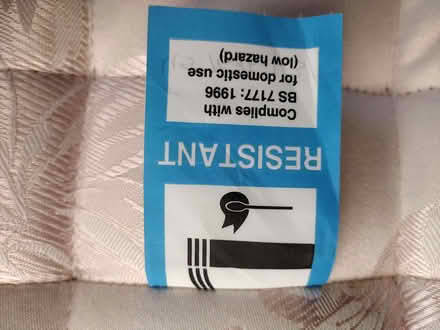 RESISTANT
Complies with
BS 7177: 1996
for domestic use
(low hazard)